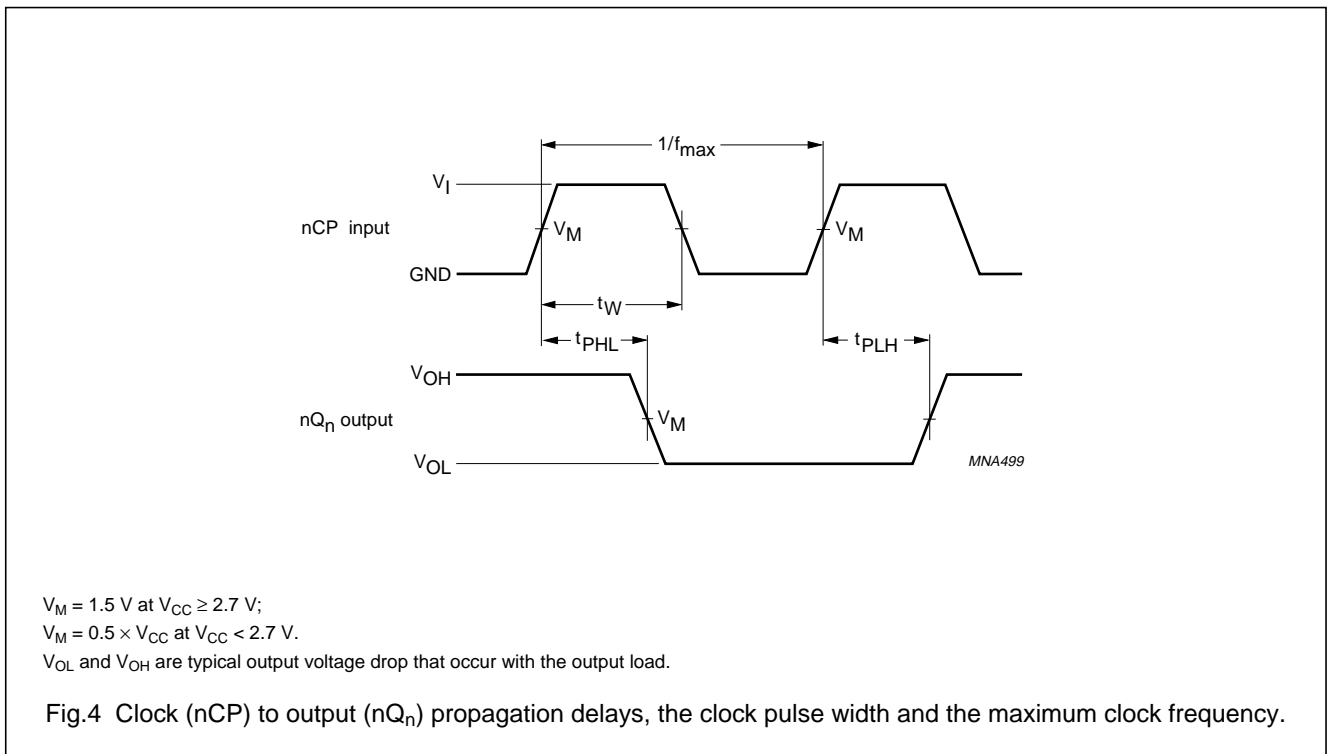 1/fmax
VI
nCP input
VM
VM
GND
tW
tPHL
tPLH
VOH
nQn output
VM
VOL
MNA499
VM = 1.5 V at VCC ≥ 2.7 V;
VM = 0.5 × VCC at VCC < 2.7 V.
VOL and VOH are typical output voltage drop that occur with the output load.
Fig.4 Clock (nCP) to output (nQn) propagation delays, the clock pulse width and the maximum clock frequency.